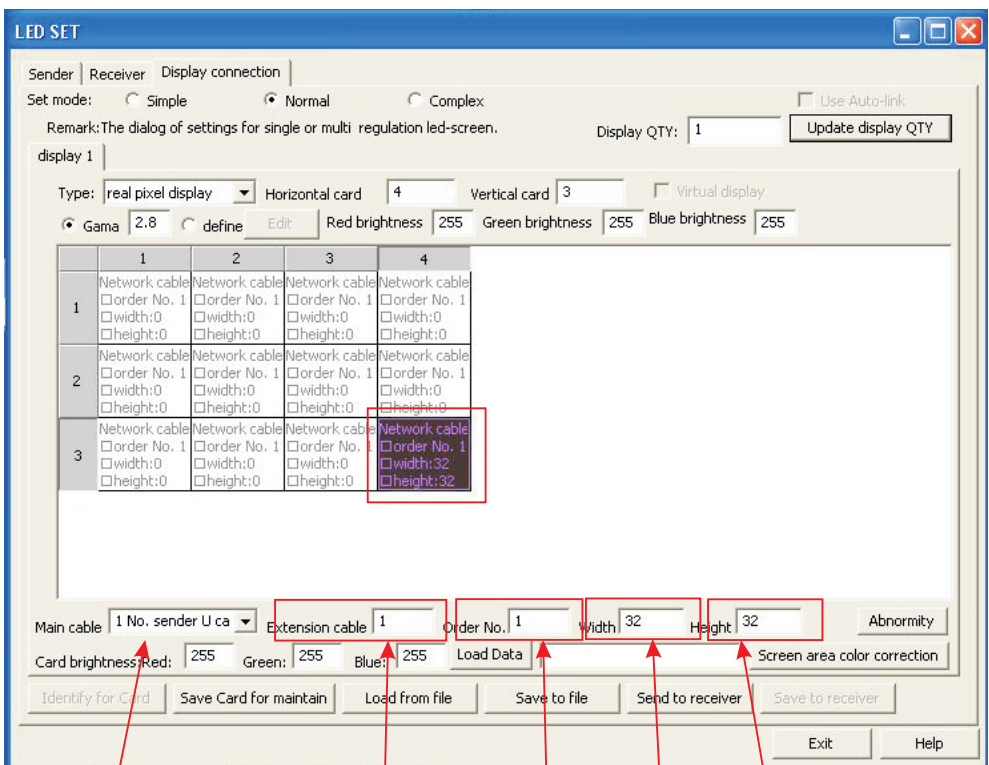 LED SET
Sender Receiver Display connection
Set mode: Simple Normal Complex Use Auto-link
Remark:The dialog of settings for single or multi regulation led-screen. Display QTY: 1 Update display QTY
display 1
Type: real pixel display Horizontal card 4 Vertical card 3 Virtual display
Gama 2.8 define Edit Red brightness 255 Green brightness 255 Blue brightness 255
1 2 3 4
Network cable Network cable Network cable Network cable
1 □order No. 1 □order No. 1 □order No. 1 □order No. 1
□width:0 □width:0 □width:0 □width:0
□height:0 □height:0 □height:0 □height:0
Network cable Network cable Network cable Network cable
2 □order No. 1 □order No. 1 □order No. 1 □order No. 1
□width:0 □width:0 □width:0 □width:0
□height:0 □height:0 □height:0 □height:0
Network cable Network cable Network cable Network cable
3 □order No. 1 □order No. 1 □order No. 1 □order No. 1
□width:0 □width:0 □width:0 □width:32
□height:0 □height:0 □height:0 □height:32
Main cable 1 No. sender U ca Extension cable 1 Order No. 1 Width 32 Height 32 Abnormity
Card brightness:Red: 255 Green: 255 Blue: 255 Load Data Screen area color correction
Identify for Card Save Card for maintain Load from file Save to file Send to receiver Save to receiver
Exit Help